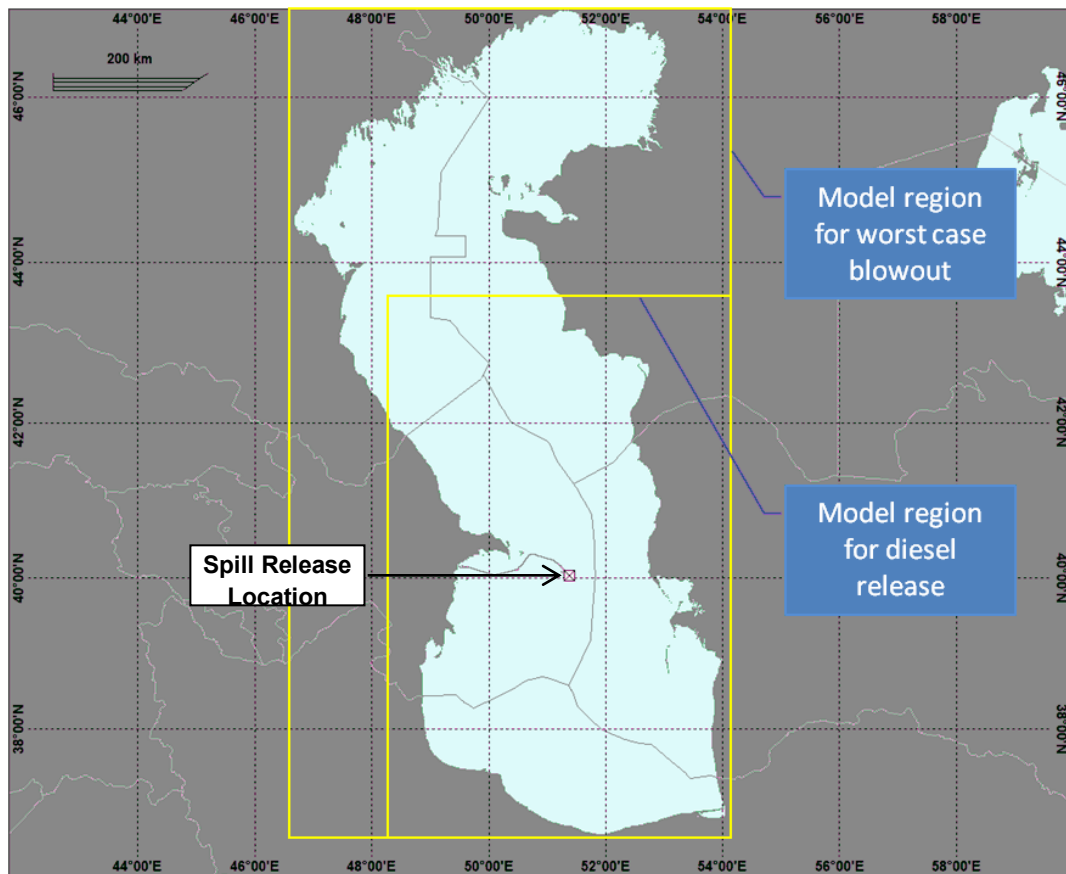 44°00'E 46°00'E 48°00'E 50°00'E 52°00'E 54°00'E 56°00'E 58°00'E
200 km
46°00'N
46°00'N
Model region
for worst case
blowout
44°00'N
44°00'N
42°00'N
42°00'N
Model region
for diesel
release
Spill Release
Location
40°00'N
40°00'N
38°00'N
38°00'N
44°00'E 46°00'E 48°00'E 50°00'E 52°00'E 54°00'E 56°00'E 58°00'E